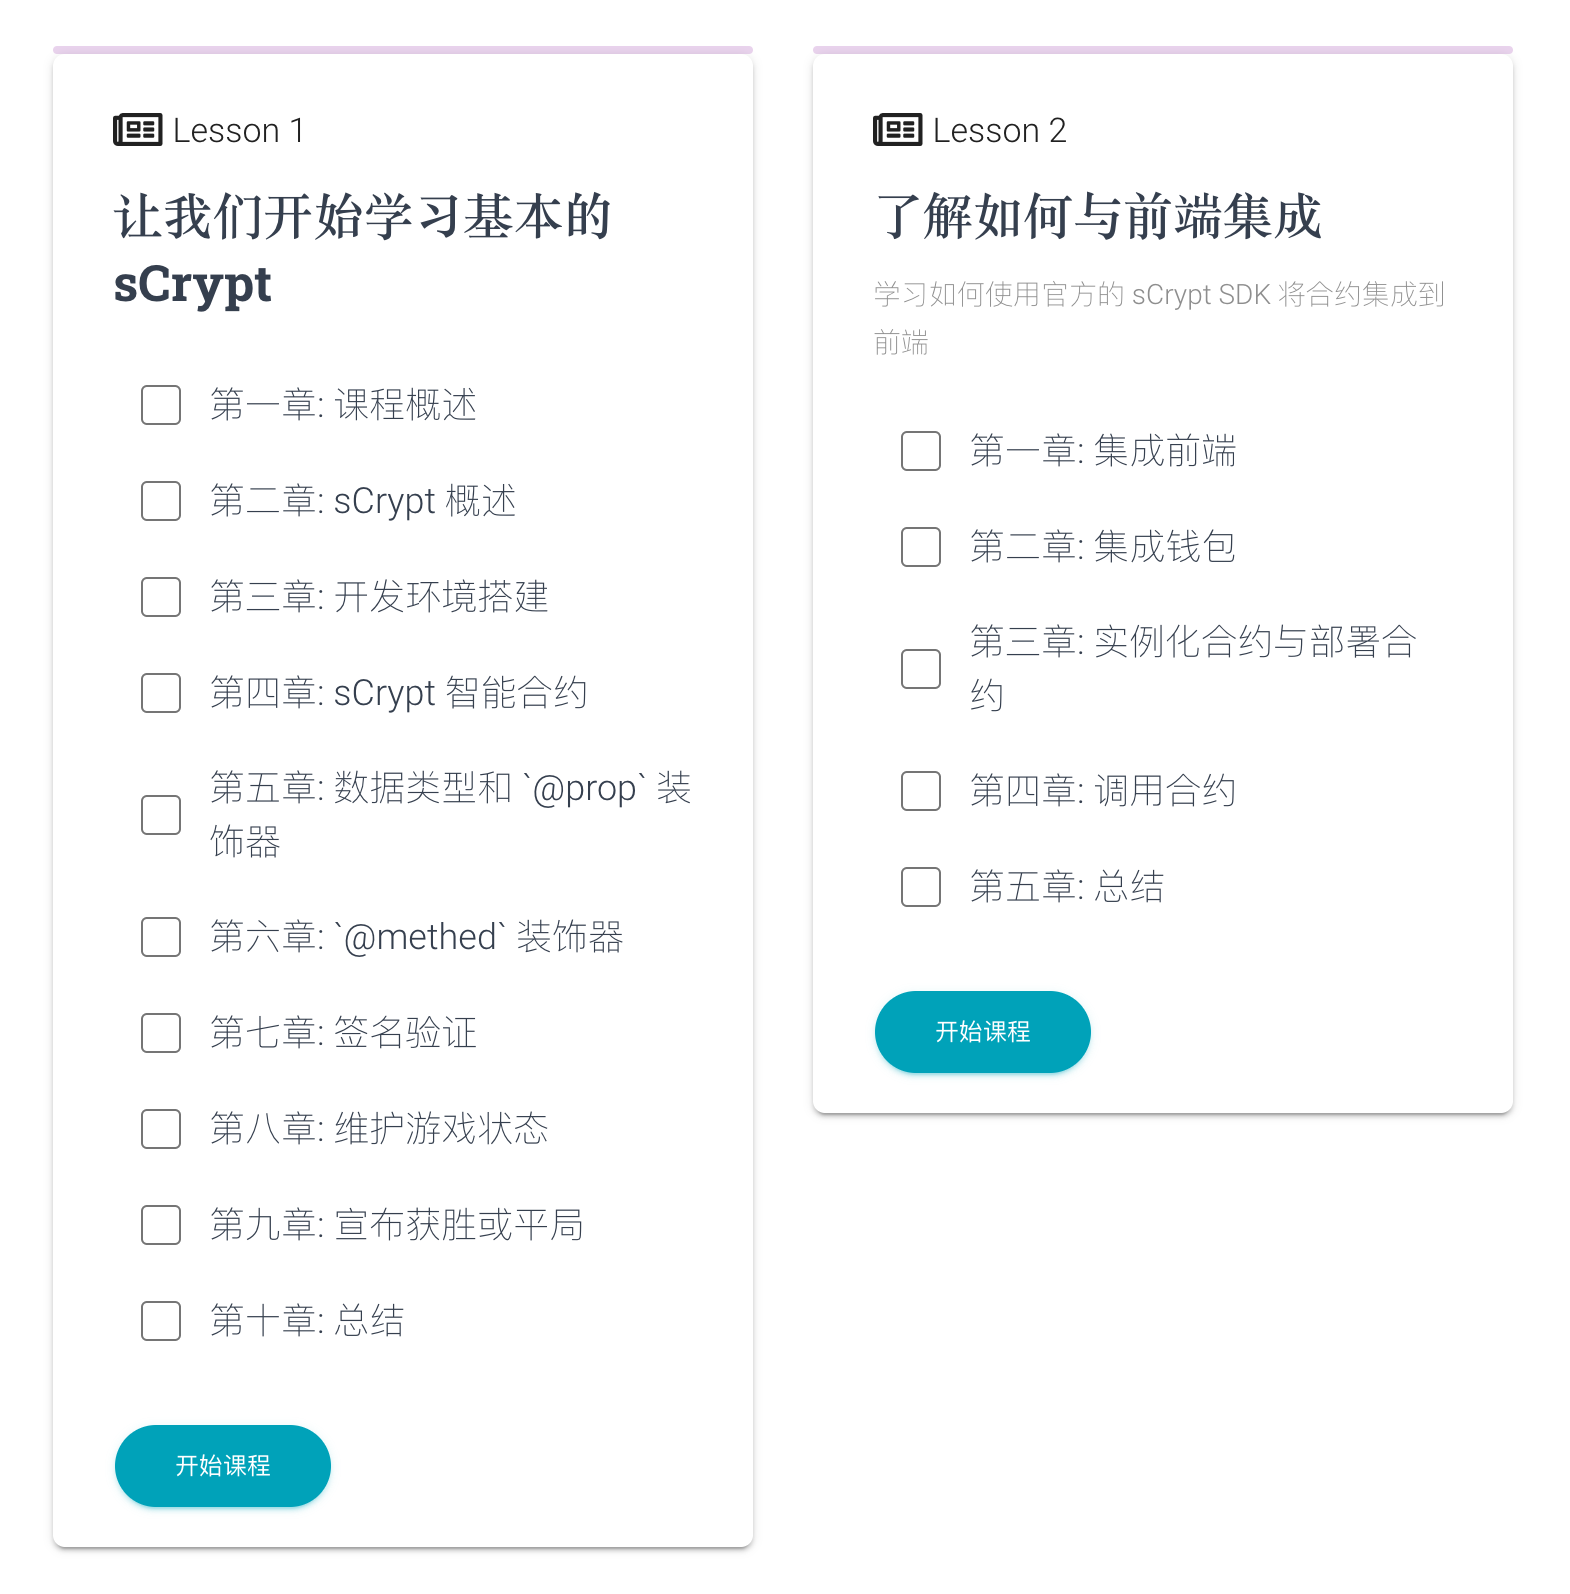 Lesson 1
让我们开始学习基本的
sCrypt
第一章: 课程概述
第二章: sCrypt 概述
第三章: 开发环境搭建
第四章: sCrypt 智能合约
第五章: 数据类型和 `@prop` 装
饰器
第六章: `@methed` 装饰器
第七章: 签名验证
第八章: 维护游戏状态
第九章: 宣布获胜或平局
第十章: 总结
开始课程
Lesson 2
了解如何与前端集成
学习如何使用官方的 sCrypt SDK 将合约集成到
前端
第一章: 集成前端
第二章: 集成钱包
第三章: 实例化合约与部署合
约
第四章: 调用合约
第五章: 总结
开始课程